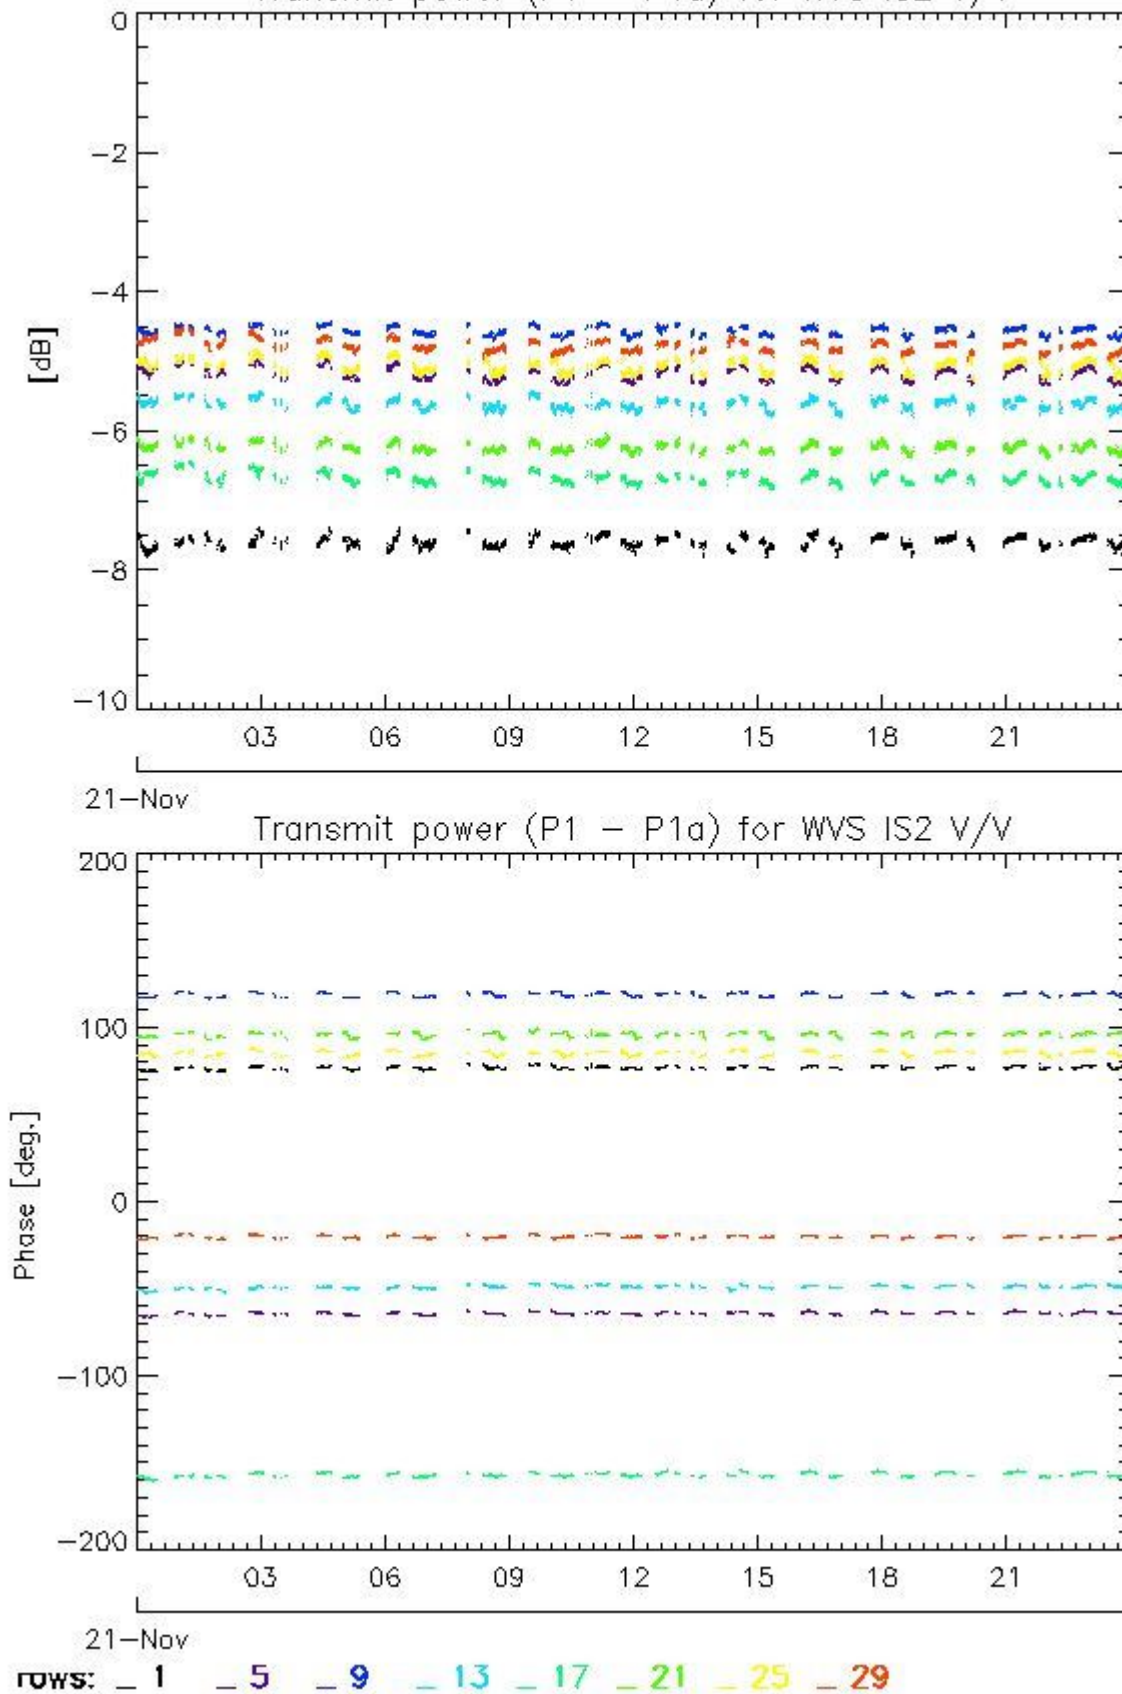 0
−2
−4
[dB]
−6
−8
−10
03 06 09 12 15 18 21
21−Nov
Transmit power (P1 − P1a) for WVS IS2 V/V
200
100
Phase [deg.]
0
−100
−200
03 06 09 12 15 18 21
21−Nov
rows: _ 1 _ 5 _ 9 _ 13 _ 17 _ 21 _ 25 _ 29